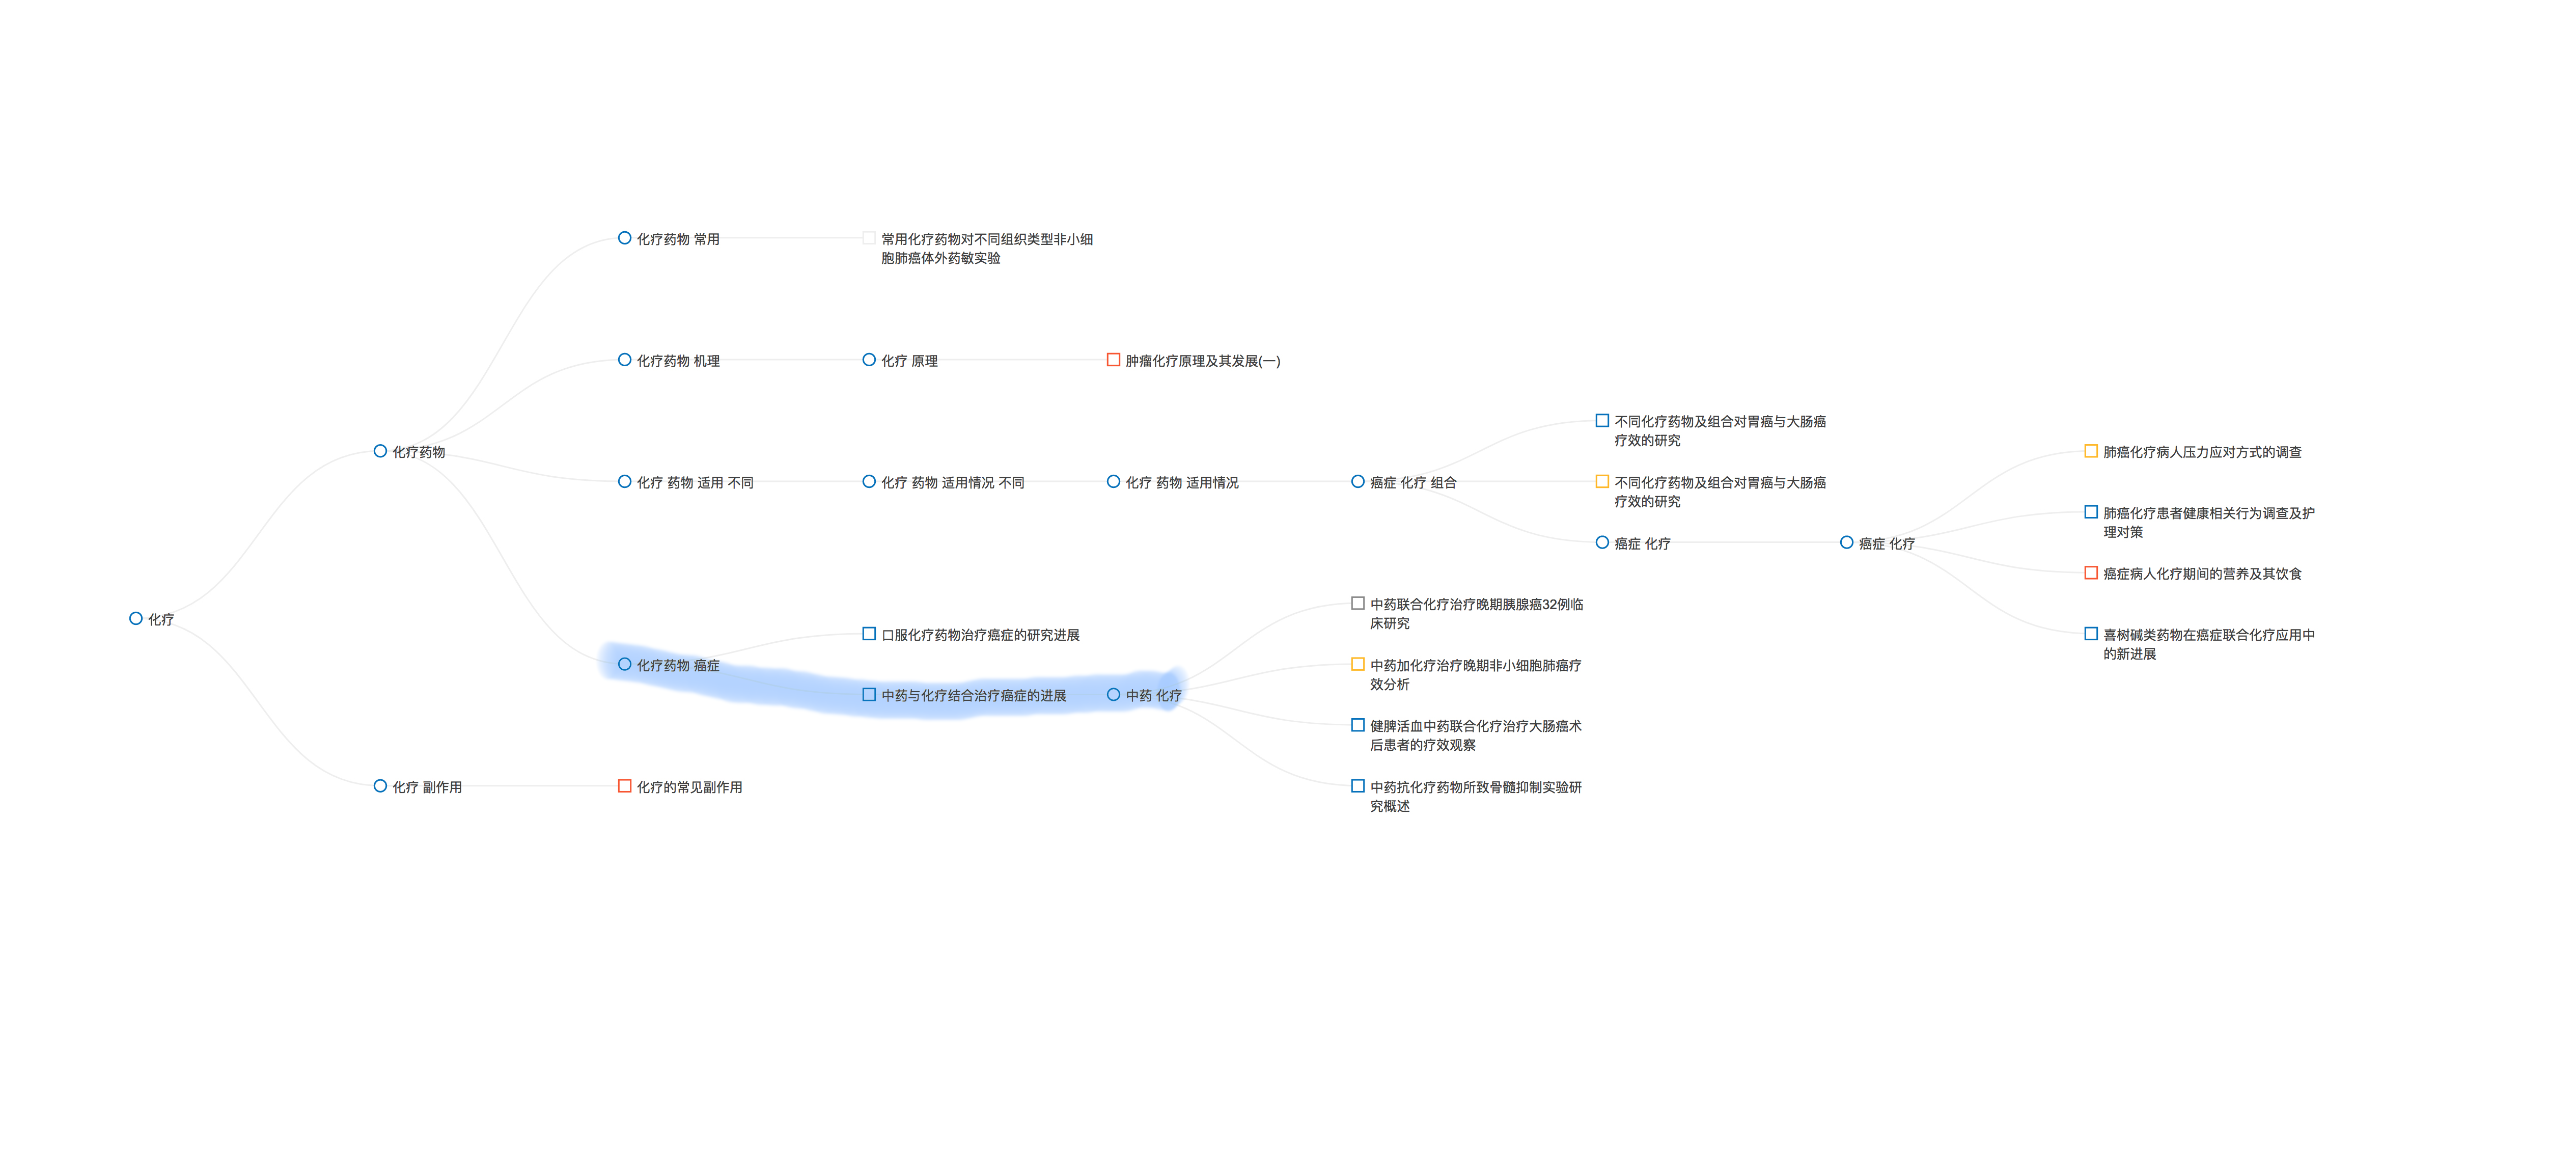 化疗药物 常用
常用化疗药物对不同组织类型非小细
胞肺癌体外药敏实验
化疗药物 机理
化疗 原理
肿瘤化疗原理及其发展(一)
不同化疗药物及组合对胃癌与大肠癌
疗效的研究
化疗药物
肺癌化疗病人压力应对方式的调查
化疗 药物 适用 不同
化疗 药物 适用情况 不同
化疗 药物 适用情况
癌症 化疗 组合
不同化疗药物及组合对胃癌与大肠癌
疗效的研究
肺癌化疗患者健康相关行为调查及护
理对策
癌症 化疗
癌症 化疗
癌症病人化疗期间的营养及其饮食
中药联合化疗治疗晚期胰腺癌32例临
床研究
化疗
口服化疗药物治疗癌症的研究进展
喜树碱类药物在癌症联合化疗应用中
的新进展
化疗药物 癌症
中药加化疗治疗晚期非小细胞肺癌疗
效分析
中药与化疗结合治疗癌症的进展
中药 化疗
健脾活血中药联合化疗治疗大肠癌术
后患者的疗效观察
化疗 副作用
化疗的常见副作用
中药抗化疗药物所致骨髓抑制实验研
究概述